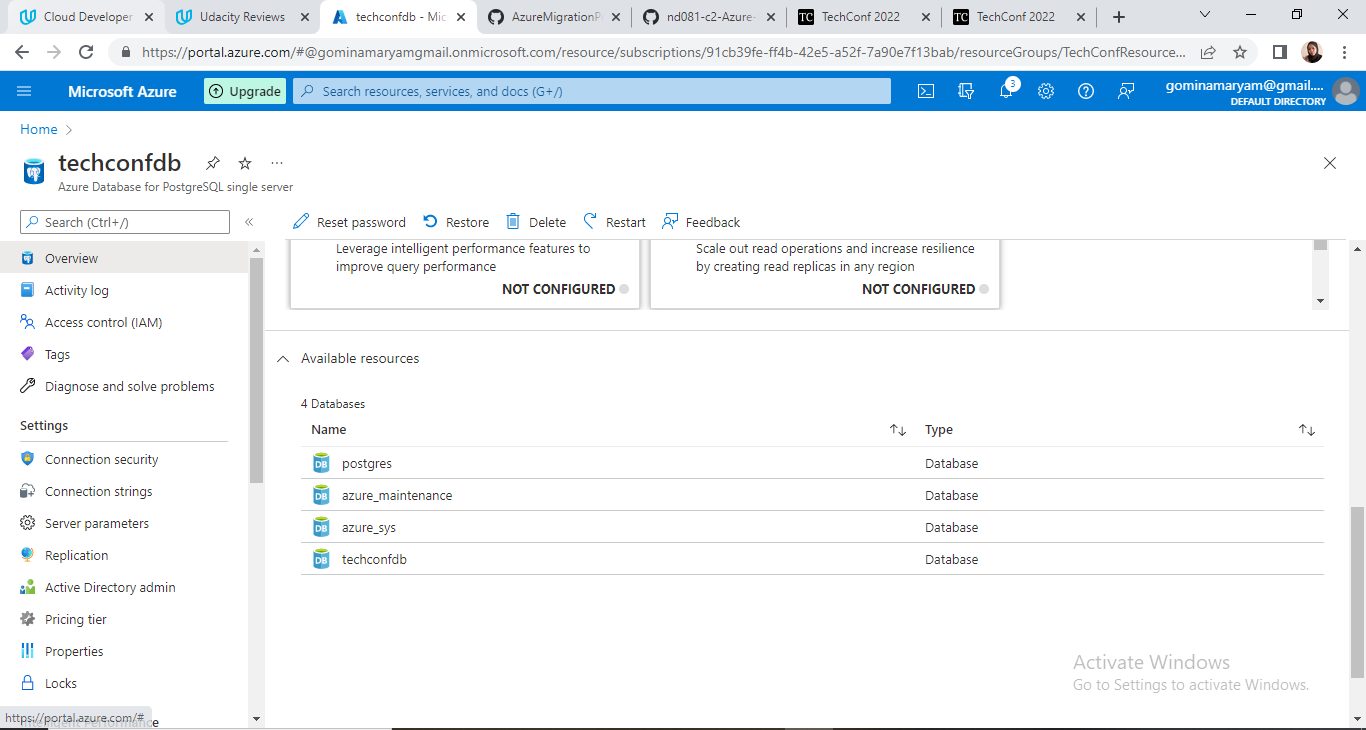 Cloud Developer
Udacity Reviews
techconfdb - Mic
AzureMigrationP
nd081-c2-Azure-
TechConf 2022
TechConf 2022
https://portal.azure.com/#@gominamaryamgmail.onmicrosoft.com/resource/subscriptions/91cb39fe-ff4b-42e5-a52f-7a90e7f13bab/resourceGroups/TechConfResource...
Microsoft Azure
Upgrade
Search resources, services, and docs (G+/)
3
gominamaryam@gmail....
DEFAULT DIRECTORY
Home
techconfdb
Azure Database for PostgreSQL single server
Search (Ctrl+/)
Reset password
Restore
Delete
Restart
Feedback
Overview
Activity log
Access control (IAM)
Tags
Diagnose and solve problems
Settings
Connection security
Connection strings
Server parameters
Replication
Active Directory admin
Pricing tier
Properties
Locks
Intelligent Performance
https://portal.azure.com/#
Leverage intelligent performance features to
improve query performance
NOT CONFIGURED
Scale out read operations and increase resilience
by creating read replicas in any region
NOT CONFIGURED
Available resources
4 Databases
Name Type
postgres Database
azure_maintenance Database
azure_sys Database
techconfdb Database
Activate Windows
Go to Settings to activate Windows.